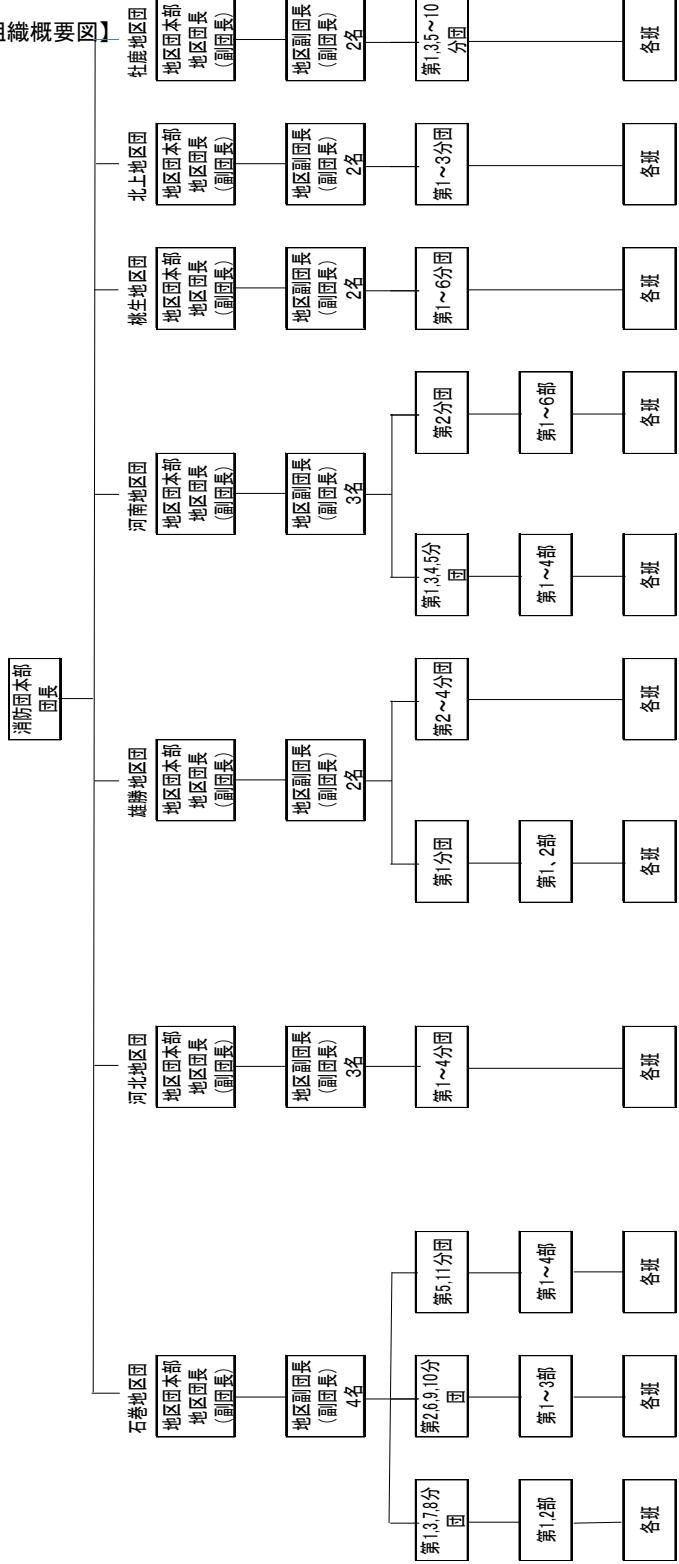 組織概要図】
消防団本部
団長
石巻地区団
地区団本部
地区団長
(副団長)
地区副団長
(副団長)
4名
第1,3,7,8分
団
第1,2部
各班
第2,6,9,10分
団
第1～3部
各班
第5,11分団
第1～4部
各班
河北地区団
地区団本部
地区団長
(副団長)
地区副団長
(副団長)
3名
第1～4分団
各班
雄勝地区団
地区団本部
地区団長
(副団長)
地区副団長
(副団長)
2名
第1分団
第1、2部
各班
第2～4分団
各班
河南地区団
地区団本部
地区団長
(副団長)
地区副団長
(副団長)
3名
第1,3,4,5分
団
第1～4部
各班
第2分団
第1～6部
各班
桃生地区団
地区団本部
地区団長
(副団長)
地区副団長
(副団長)
2名
第1～6分団
各班
北上地区団
地区団本部
地区団長
(副団長)
地区副団長
(副団長)
2名
第1～3分団
各班
牡鹿地区団
地区団本部
地区団長
(副団長)
地区副団長
(副団長)
2名
第1,3,5～10
分団
各班